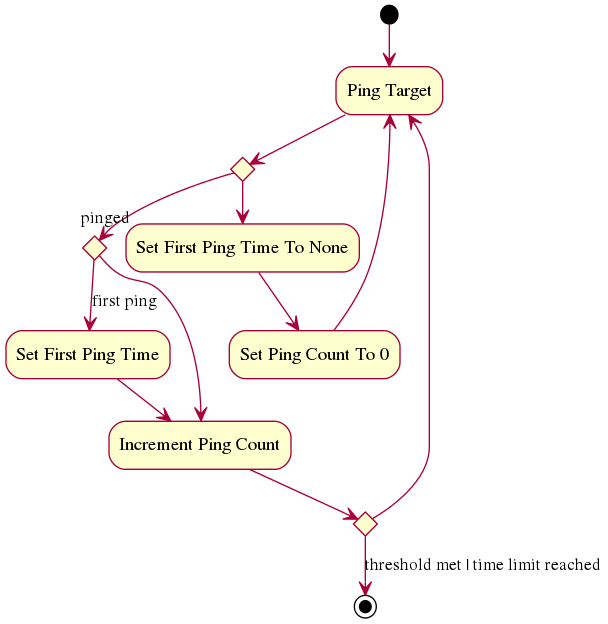 Ping Target
pinged
Set First Ping Time To None
first ping
Set First Ping Time
Set Ping Count To 0
Increment Ping Count
threshold met | time limit reached